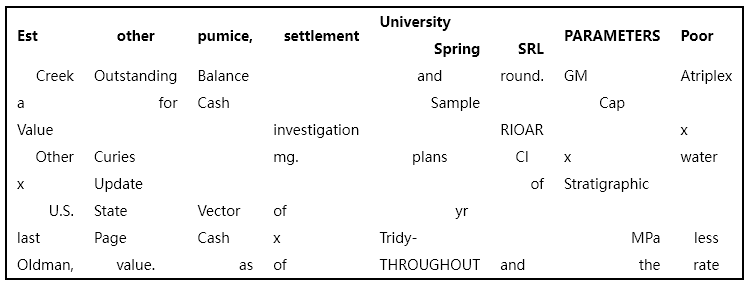 Est other pumice, settlement University Spring SRL PARAMETERS Poor
Creek Outstanding Balance and round. GM Atriplex
a for Cash Sample Cap
Value investigation RIOAR x
Other Curies mg. plans CI x water
x Update of Stratigraphic
U.S. State Vector of yr
last Page Cash x Tridy- MPa less
Oldman, value. as of THROUGHOUT and the rate